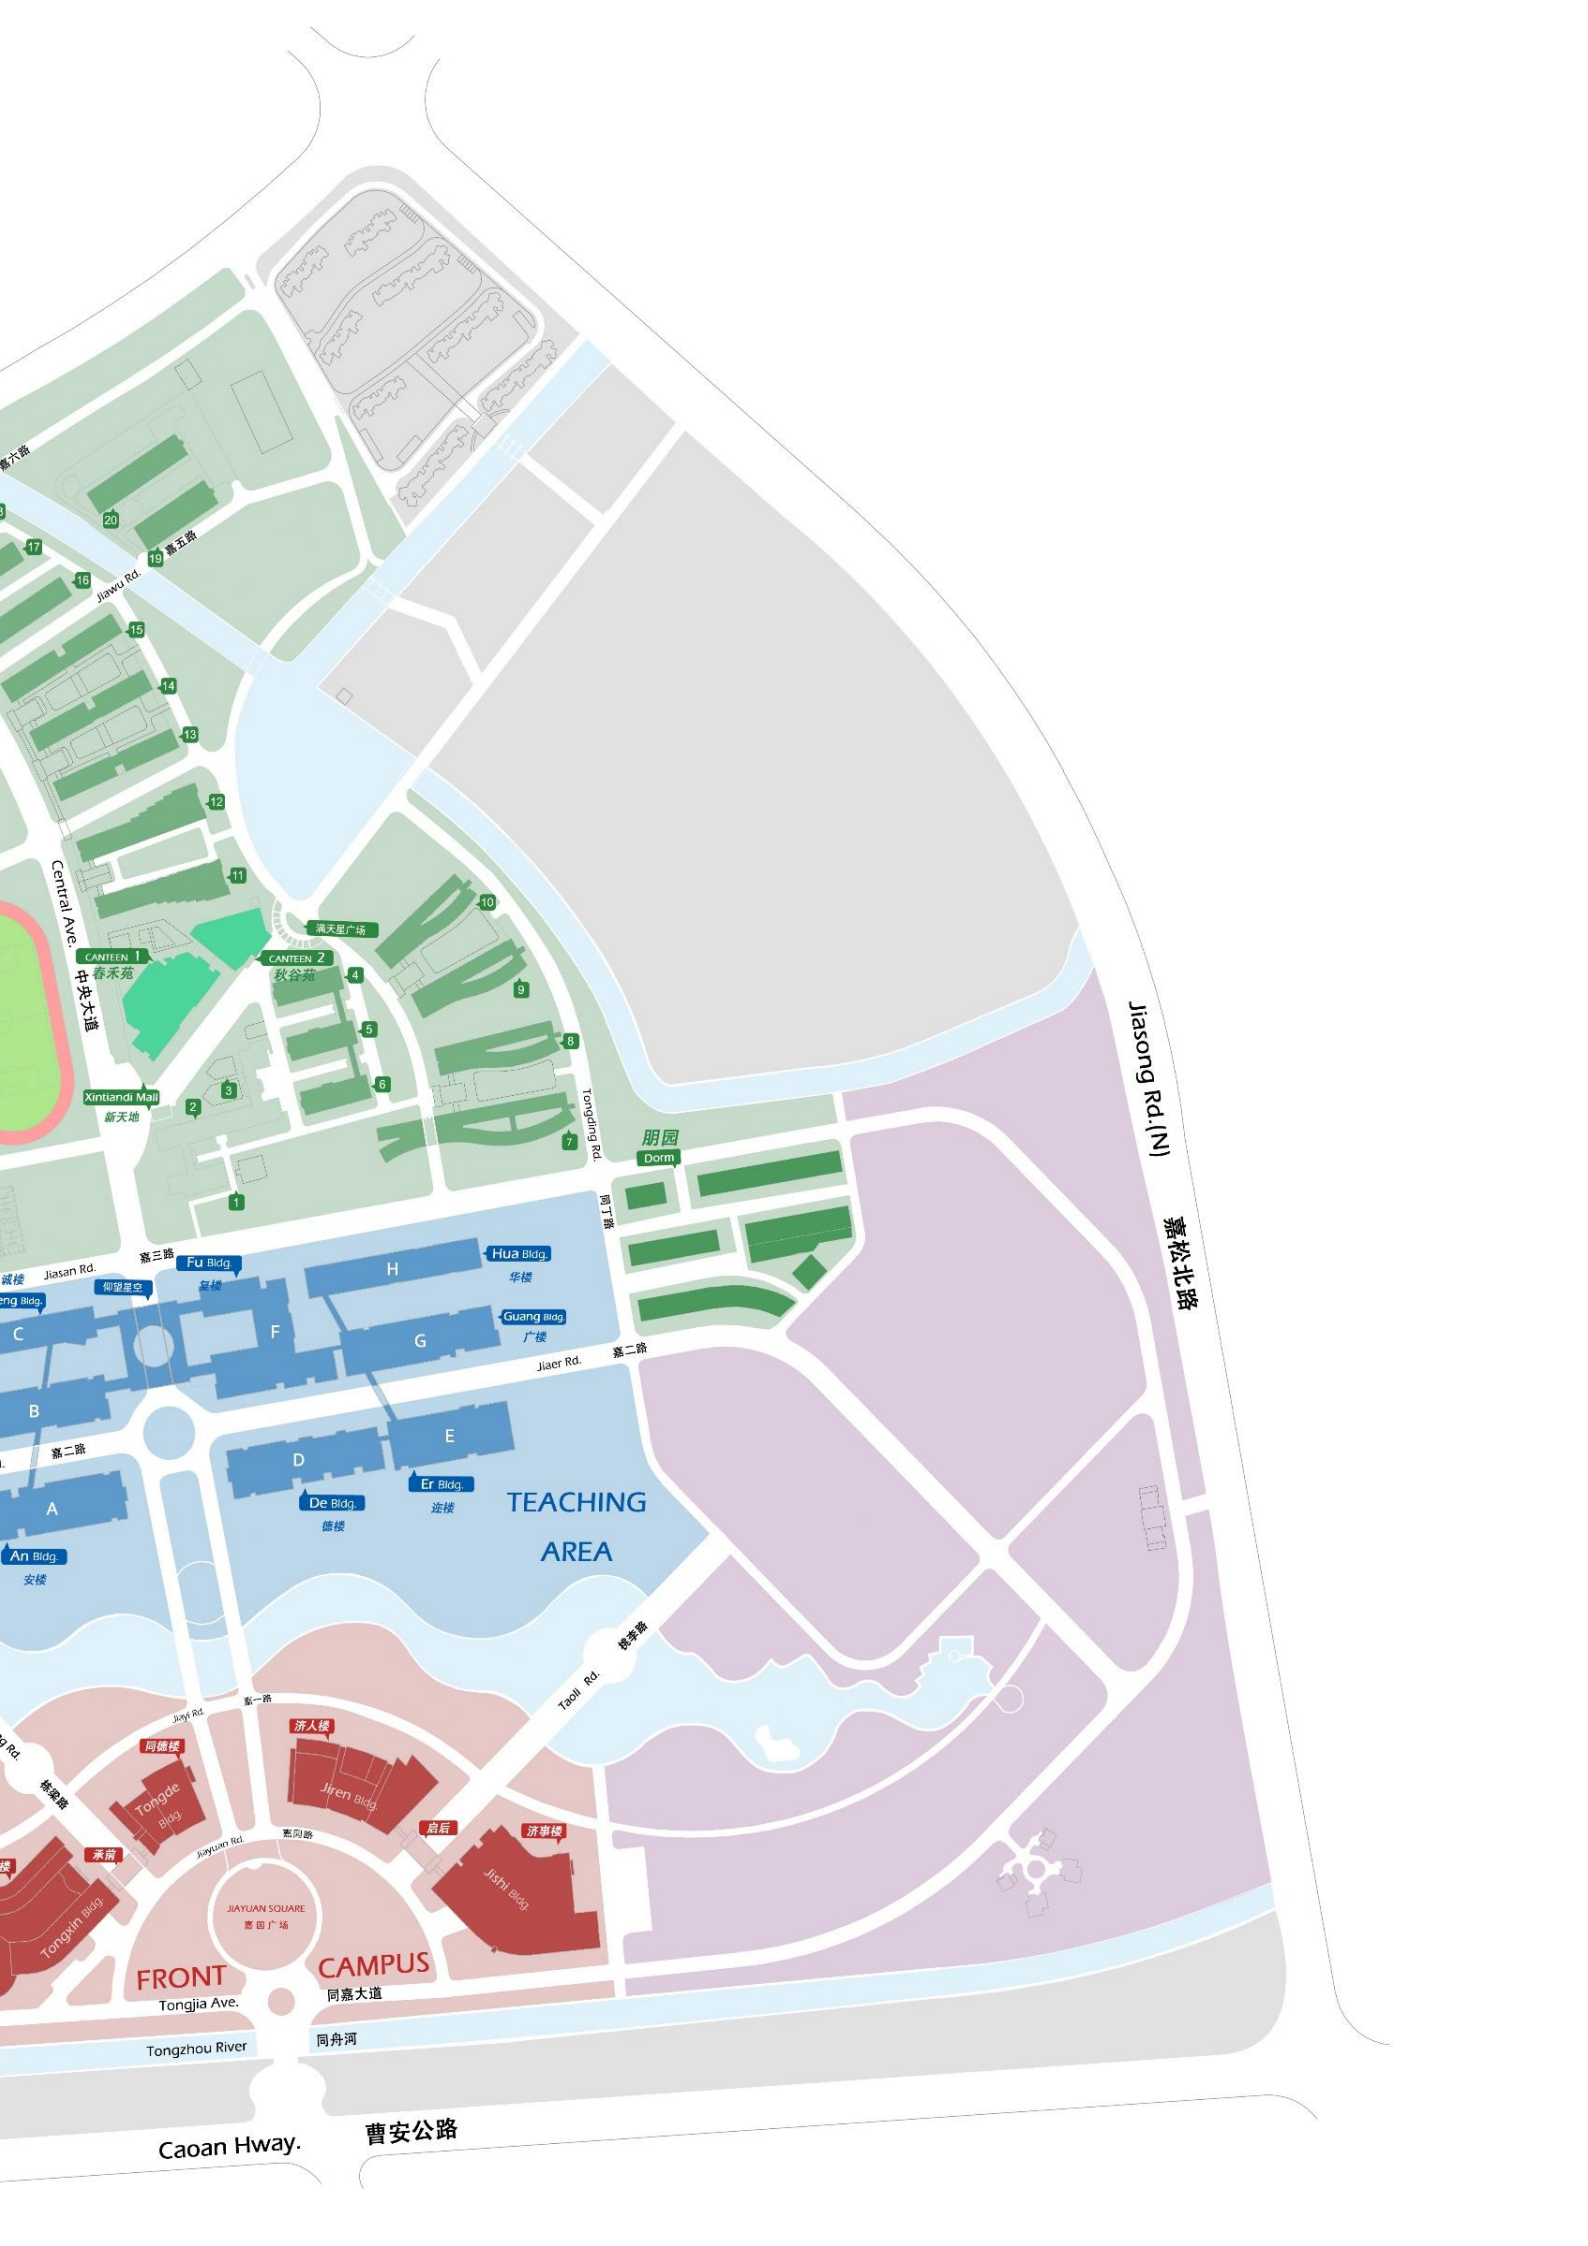 嘉六路
20
17
19
嘉五路
16
Jiawu Rd.
15
14
13
12
Central Ave.
中央大道
11
10
满天星广场
CANTEEN 1
春禾苑
CANTEEN 2
秋谷苑
4
9
5
8
6
3
2
Xintiandi Mall
新天地
7
1
Tongding Rd.
同丁路
朋园
Dorm
Jiasong Rd.(N)
嘉松北路
嘉三路
Jiasan Rd.
诚楼
eng Bldg.
仰望星空
Fu Bldg.
复楼
Hua Bldg.
华楼
H
Guang Bldg.
广楼
C
F
G
Jiaer Rd.
嘉二路
B
嘉二路
D
E
A
De Bldg.
德楼
Er Bldg.
迩楼
An Bldg.
安楼
TEACHING
AREA
桃李路
Taoli Rd.
嘉一路
Jiayi Rd.
g Rd.
栋梁路
同德楼
Tongde
Bldg.
济人楼
Jiren Bldg.
启后
济事楼
Jishi Bldg.
Jiayuan Rd.
嘉园路
承前
楼
Tongxin Bldg.
JIAYUAN SQUARE
嘉园广场
FRONT CAMPUS
Tongjia Ave.
同嘉大道
Tongzhou River
同舟河
Caoan Hway.
曹安公路